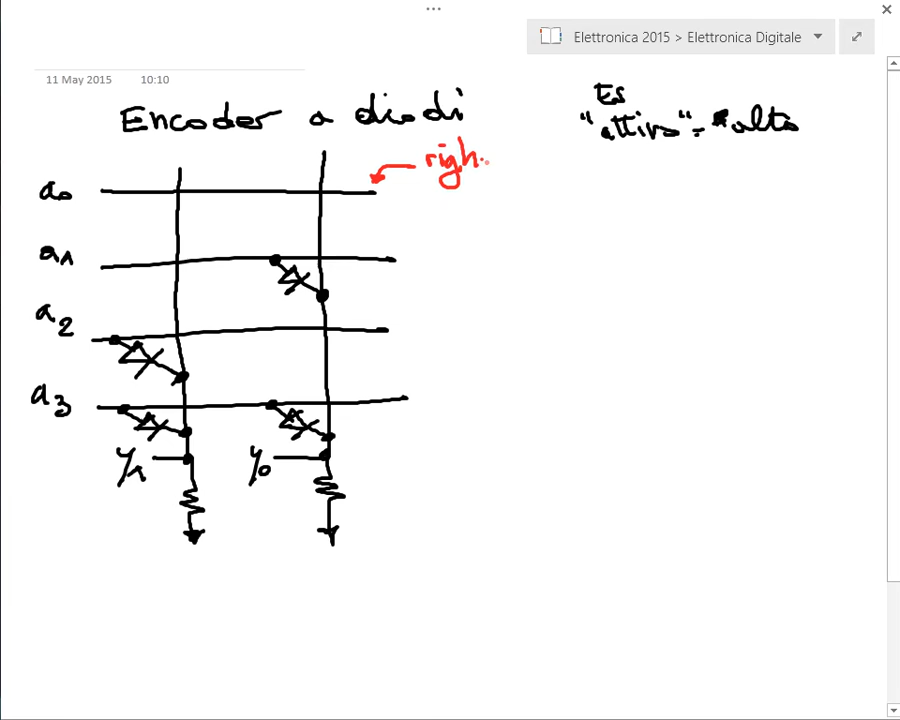 Elettronica 2015 > Elettronica Digitale
11 May 2015 10:10
Encoder a diodi
Es
"attivo" = alto
righ.
a0
a1
a2
a3
y1
y0